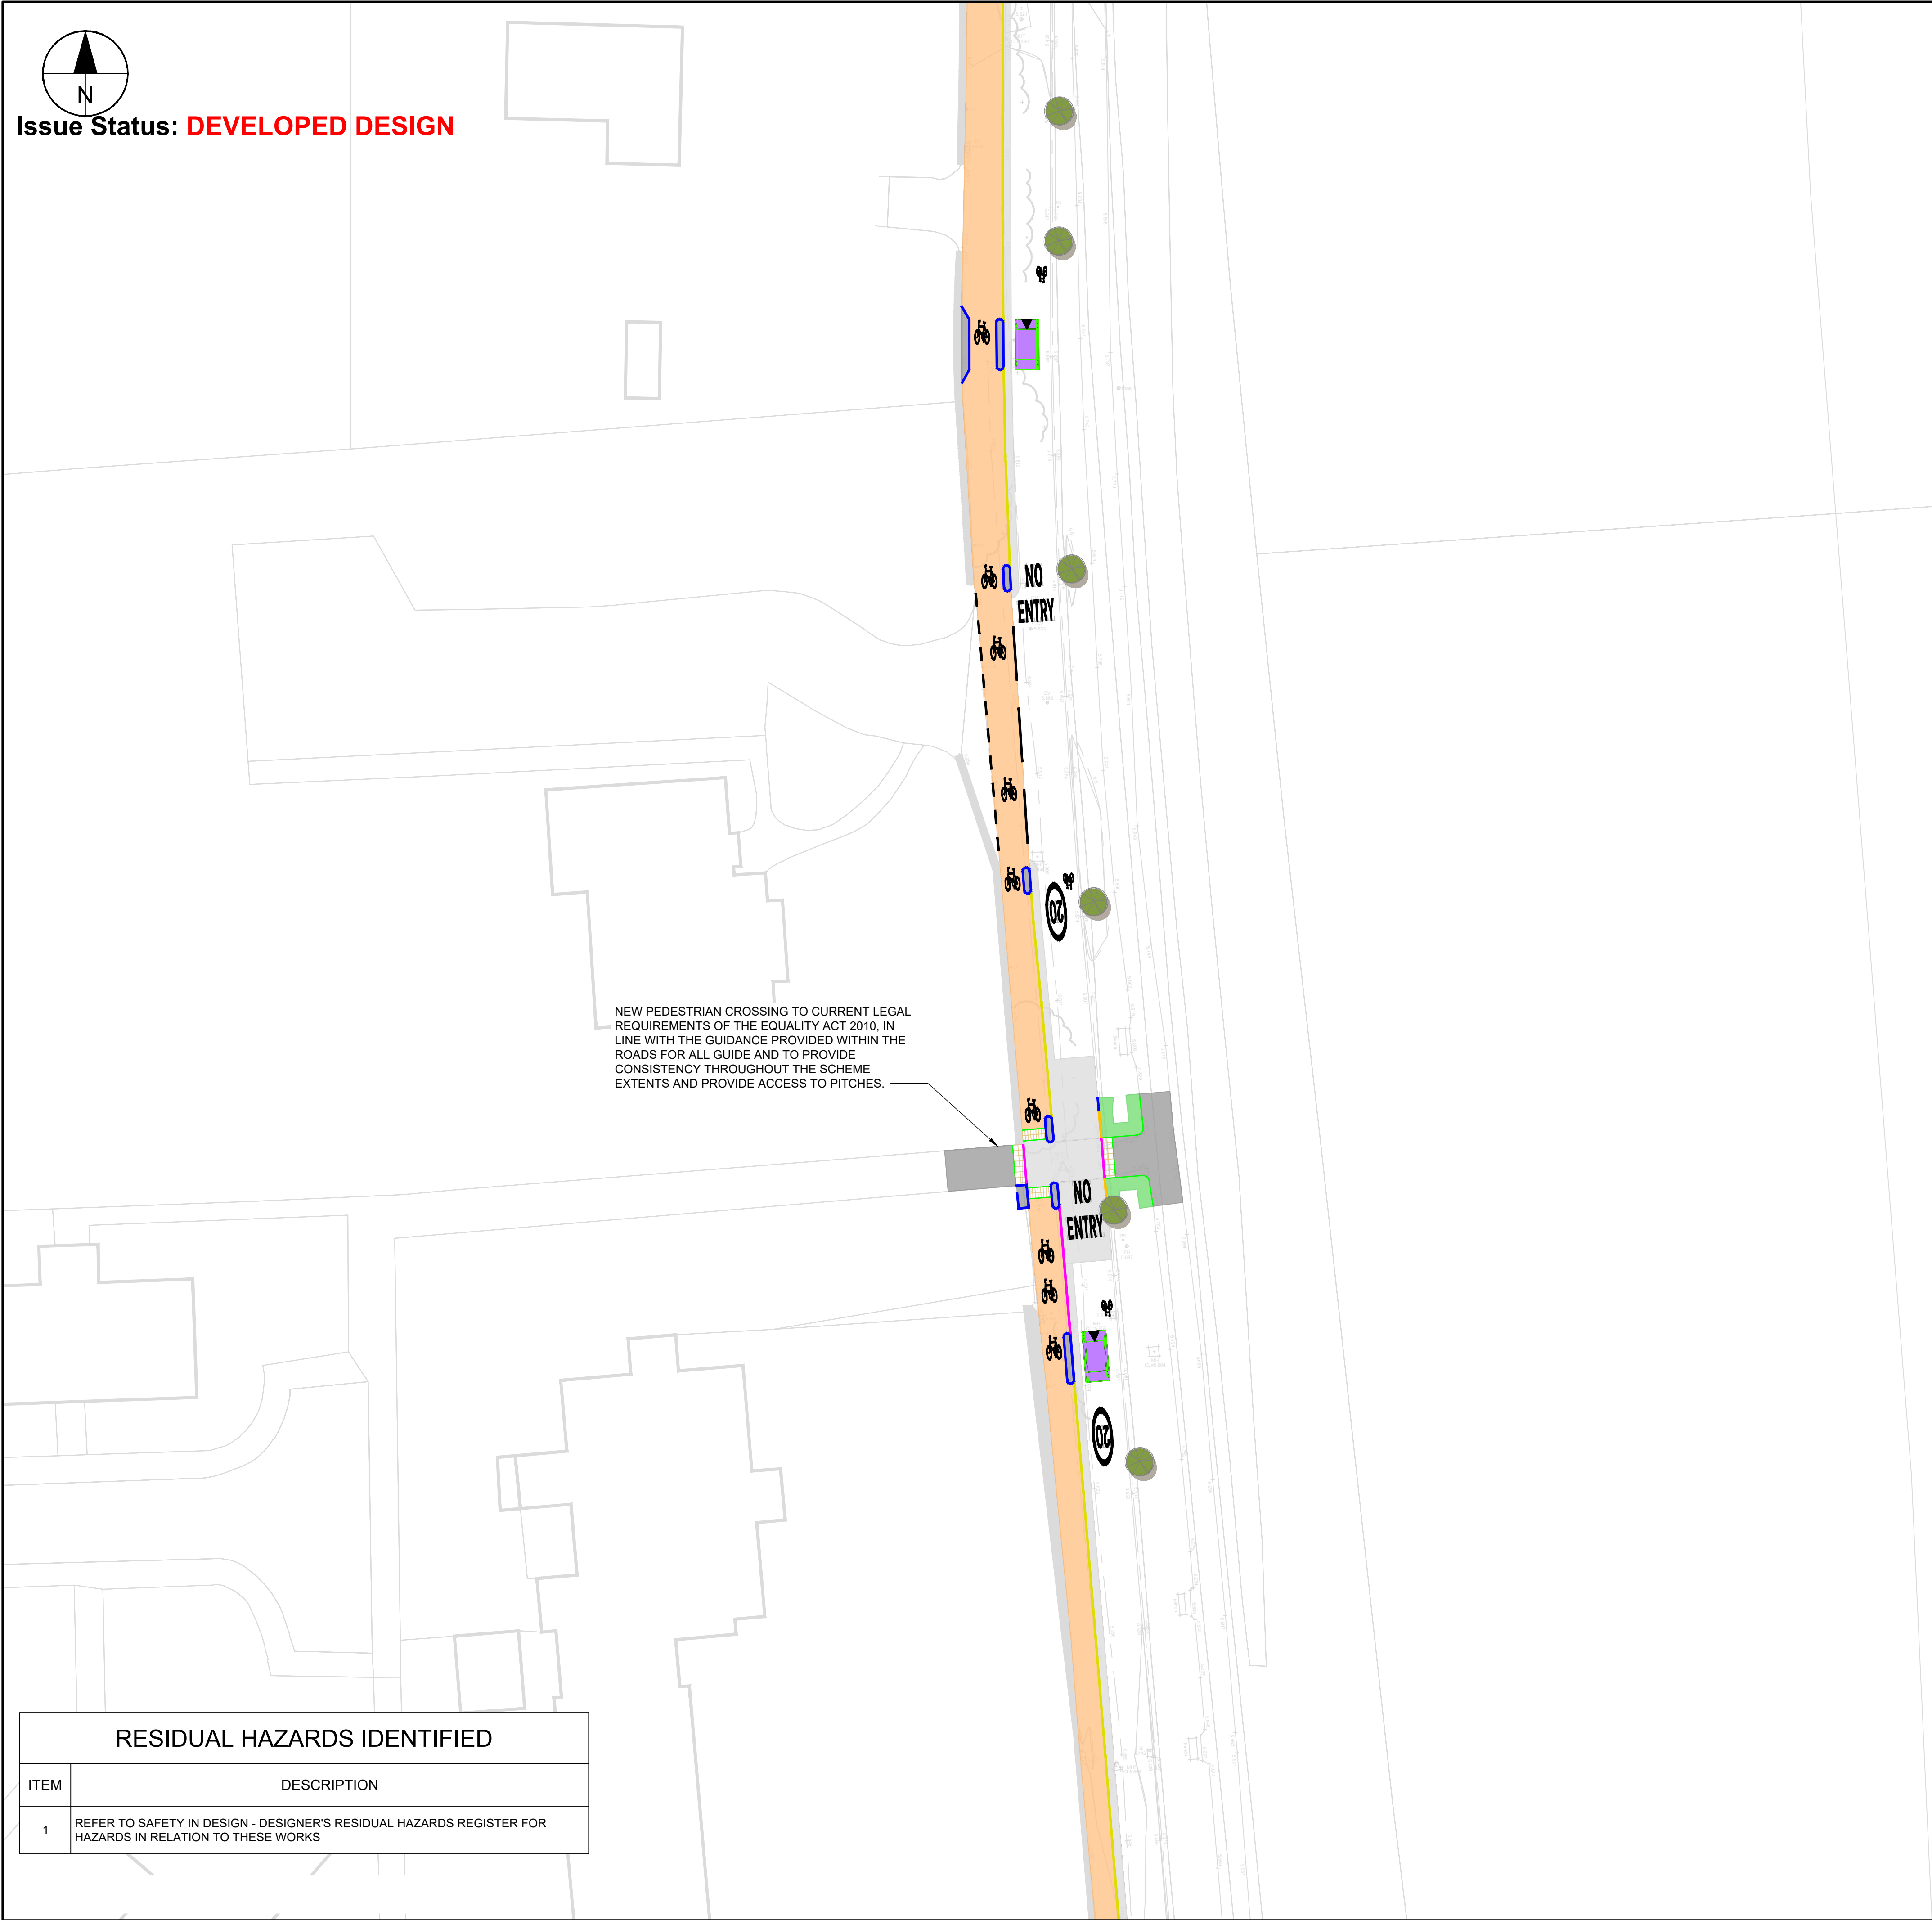 N
Issue Status: DEVELOPED DESIGN
NO
ENTRY
20
NEW PEDESTRIAN CROSSING TO CURRENT LEGAL
REQUIREMENTS OF THE EQUALITY ACT 2010, IN
LINE WITH THE GUIDANCE PROVIDED WITHIN THE
ROADS FOR ALL GUIDE AND TO PROVIDE
CONSISTENCY THROUGHOUT THE SCHEME
EXTENTS AND PROVIDE ACCESS TO PITCHES.
NO
ENTRY
20
RESIDUAL HAZARDS IDENTIFIED
ITEM DESCRIPTION
1 REFER TO SAFETY IN DESIGN - DESIGNER'S RESIDUAL HAZARDS REGISTER FOR
HAZARDS IN RELATION TO THESE WORKS